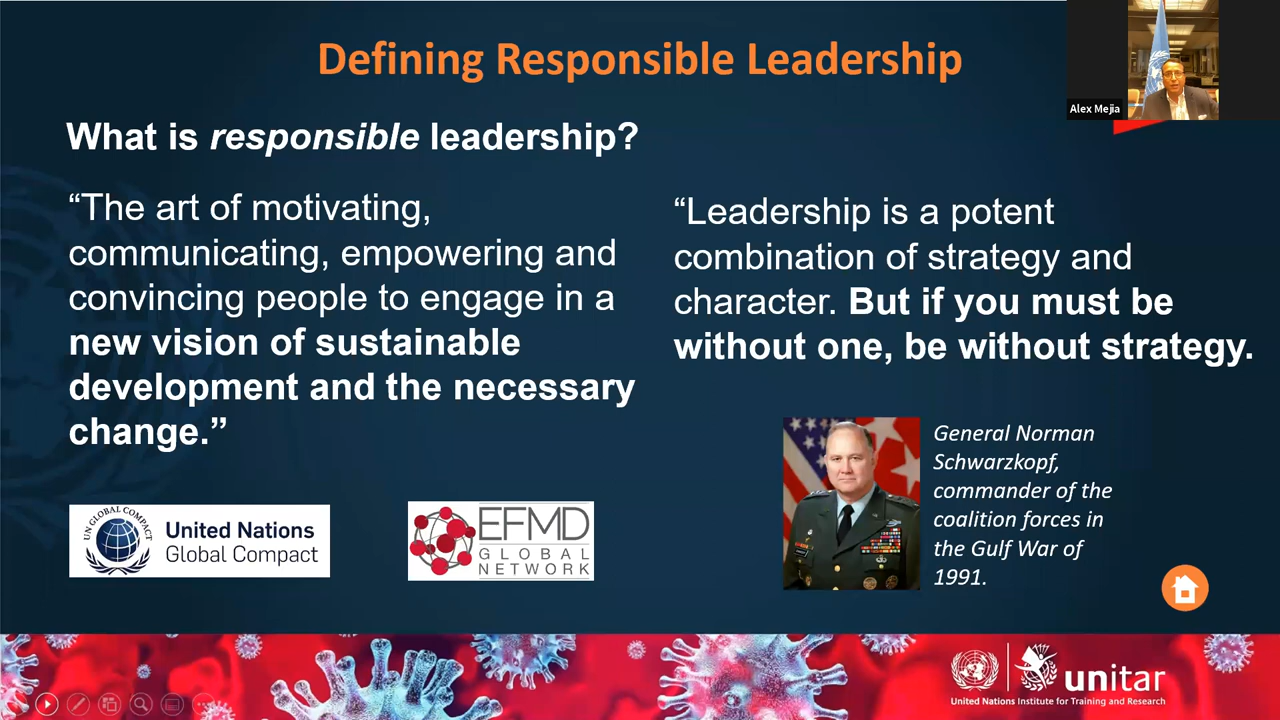 Defining Responsible Leadership
Alex Mejia
What is responsible leadership?
“The art of motivating,
communicating, empowering and
convincing people to engage in a
new vision of sustainable
development and the necessary
change.”
“Leadership is a potent
combination of strategy and
character. But if you must be
without one, be without strategy.
UN GLOBAL COMPACT
United Nations
Global Compact
EFMD
GLOBAL
NETWORK
General Norman
Schwarzkopf,
commander of the
coalition forces in
the Gulf War of
1991.
unitar
United Nations Institute for Training and Research